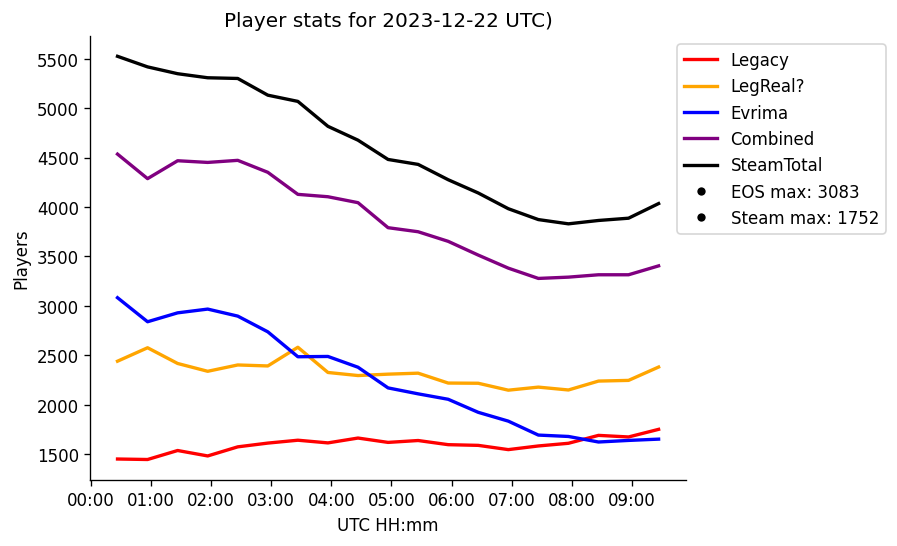 Player stats for 2023-12-22 UTC)
Players
5500
5000
4500
4000
3500
3000
2500
2000
1500
00:00 01:00 02:00 03:00 04:00 05:00 06:00 07:00 08:00 09:00
UTC HH:mm
Legacy
LegReal?
Evrima
Combined
SteamTotal
EOS max: 3083
Steam max: 1752